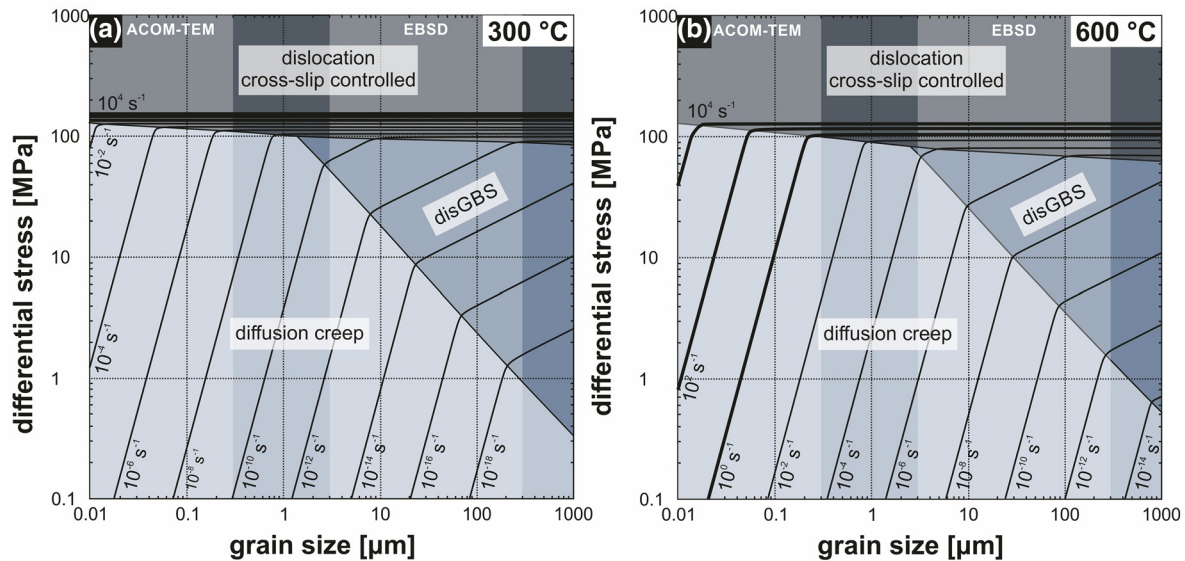 (a) ACOM-TEM EBSD 300 °C
dislocation
cross-slip controlled
10⁴ s⁻¹
10⁻² s⁻¹
10⁻⁴ s⁻¹
10⁻⁶ s⁻¹
10⁻⁸ s⁻¹
10⁻¹⁰ s⁻¹
10⁻¹² s⁻¹
10⁻¹⁴ s⁻¹
10⁻¹⁶ s⁻¹
10⁻¹⁸ s⁻¹
disGBS
diffusion creep
differential stress [MPa]
1000
100
10
1
0.1
0.01 0.1 1 10 100 1000
grain size [µm]
(b) ACOM-TEM EBSD 600 °C
dislocation
cross-slip controlled
10⁴ s⁻¹
10² s⁻¹
10⁰ s⁻¹
10⁻² s⁻¹
10⁻⁴ s⁻¹
10⁻⁶ s⁻¹
10⁻⁸ s⁻¹
10⁻¹⁰ s⁻¹
10⁻¹² s⁻¹
10⁻¹⁴ s⁻¹
disGBS
diffusion creep
differential stress [MPa]
1000
100
10
1
0.1
0.01 0.1 1 10 100 1000
grain size [µm]